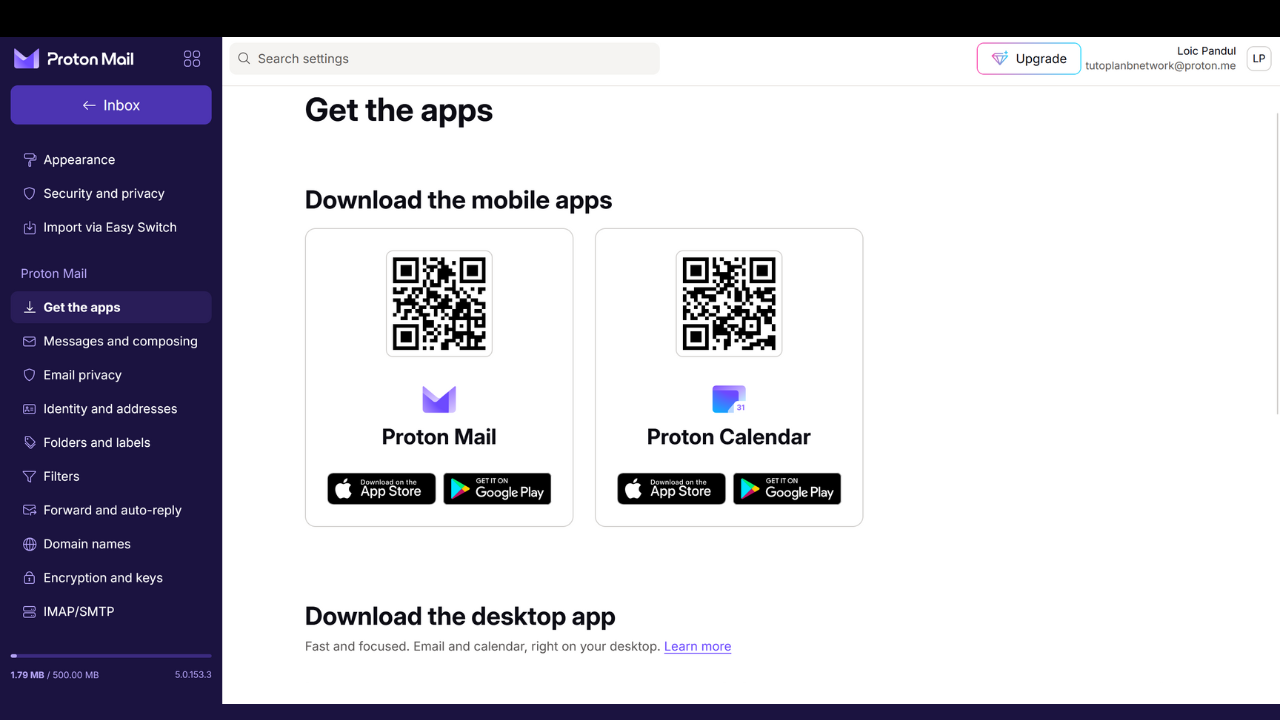 Proton Mail
Inbox
Appearance
Security and privacy
Import via Easy Switch
Proton Mail
Get the apps
Messages and composing
Email privacy
Identity and addresses
Folders and labels
Filters
Forward and auto-reply
Domain names
Encryption and keys
IMAP/SMTP
1.79 MB / 500.00 MB
5.0.153.3
Search settings
Upgrade
Loic Pandul
tutoplanbnetwork@proton.me
LP
Get the apps
Download the mobile apps
Proton Mail
Download on the
App Store
GET IT ON
Google Play
31
Proton Calendar
Download on the
App Store
GET IT ON
Google Play
Download the desktop app
Fast and focused. Email and calendar, right on your desktop. Learn more